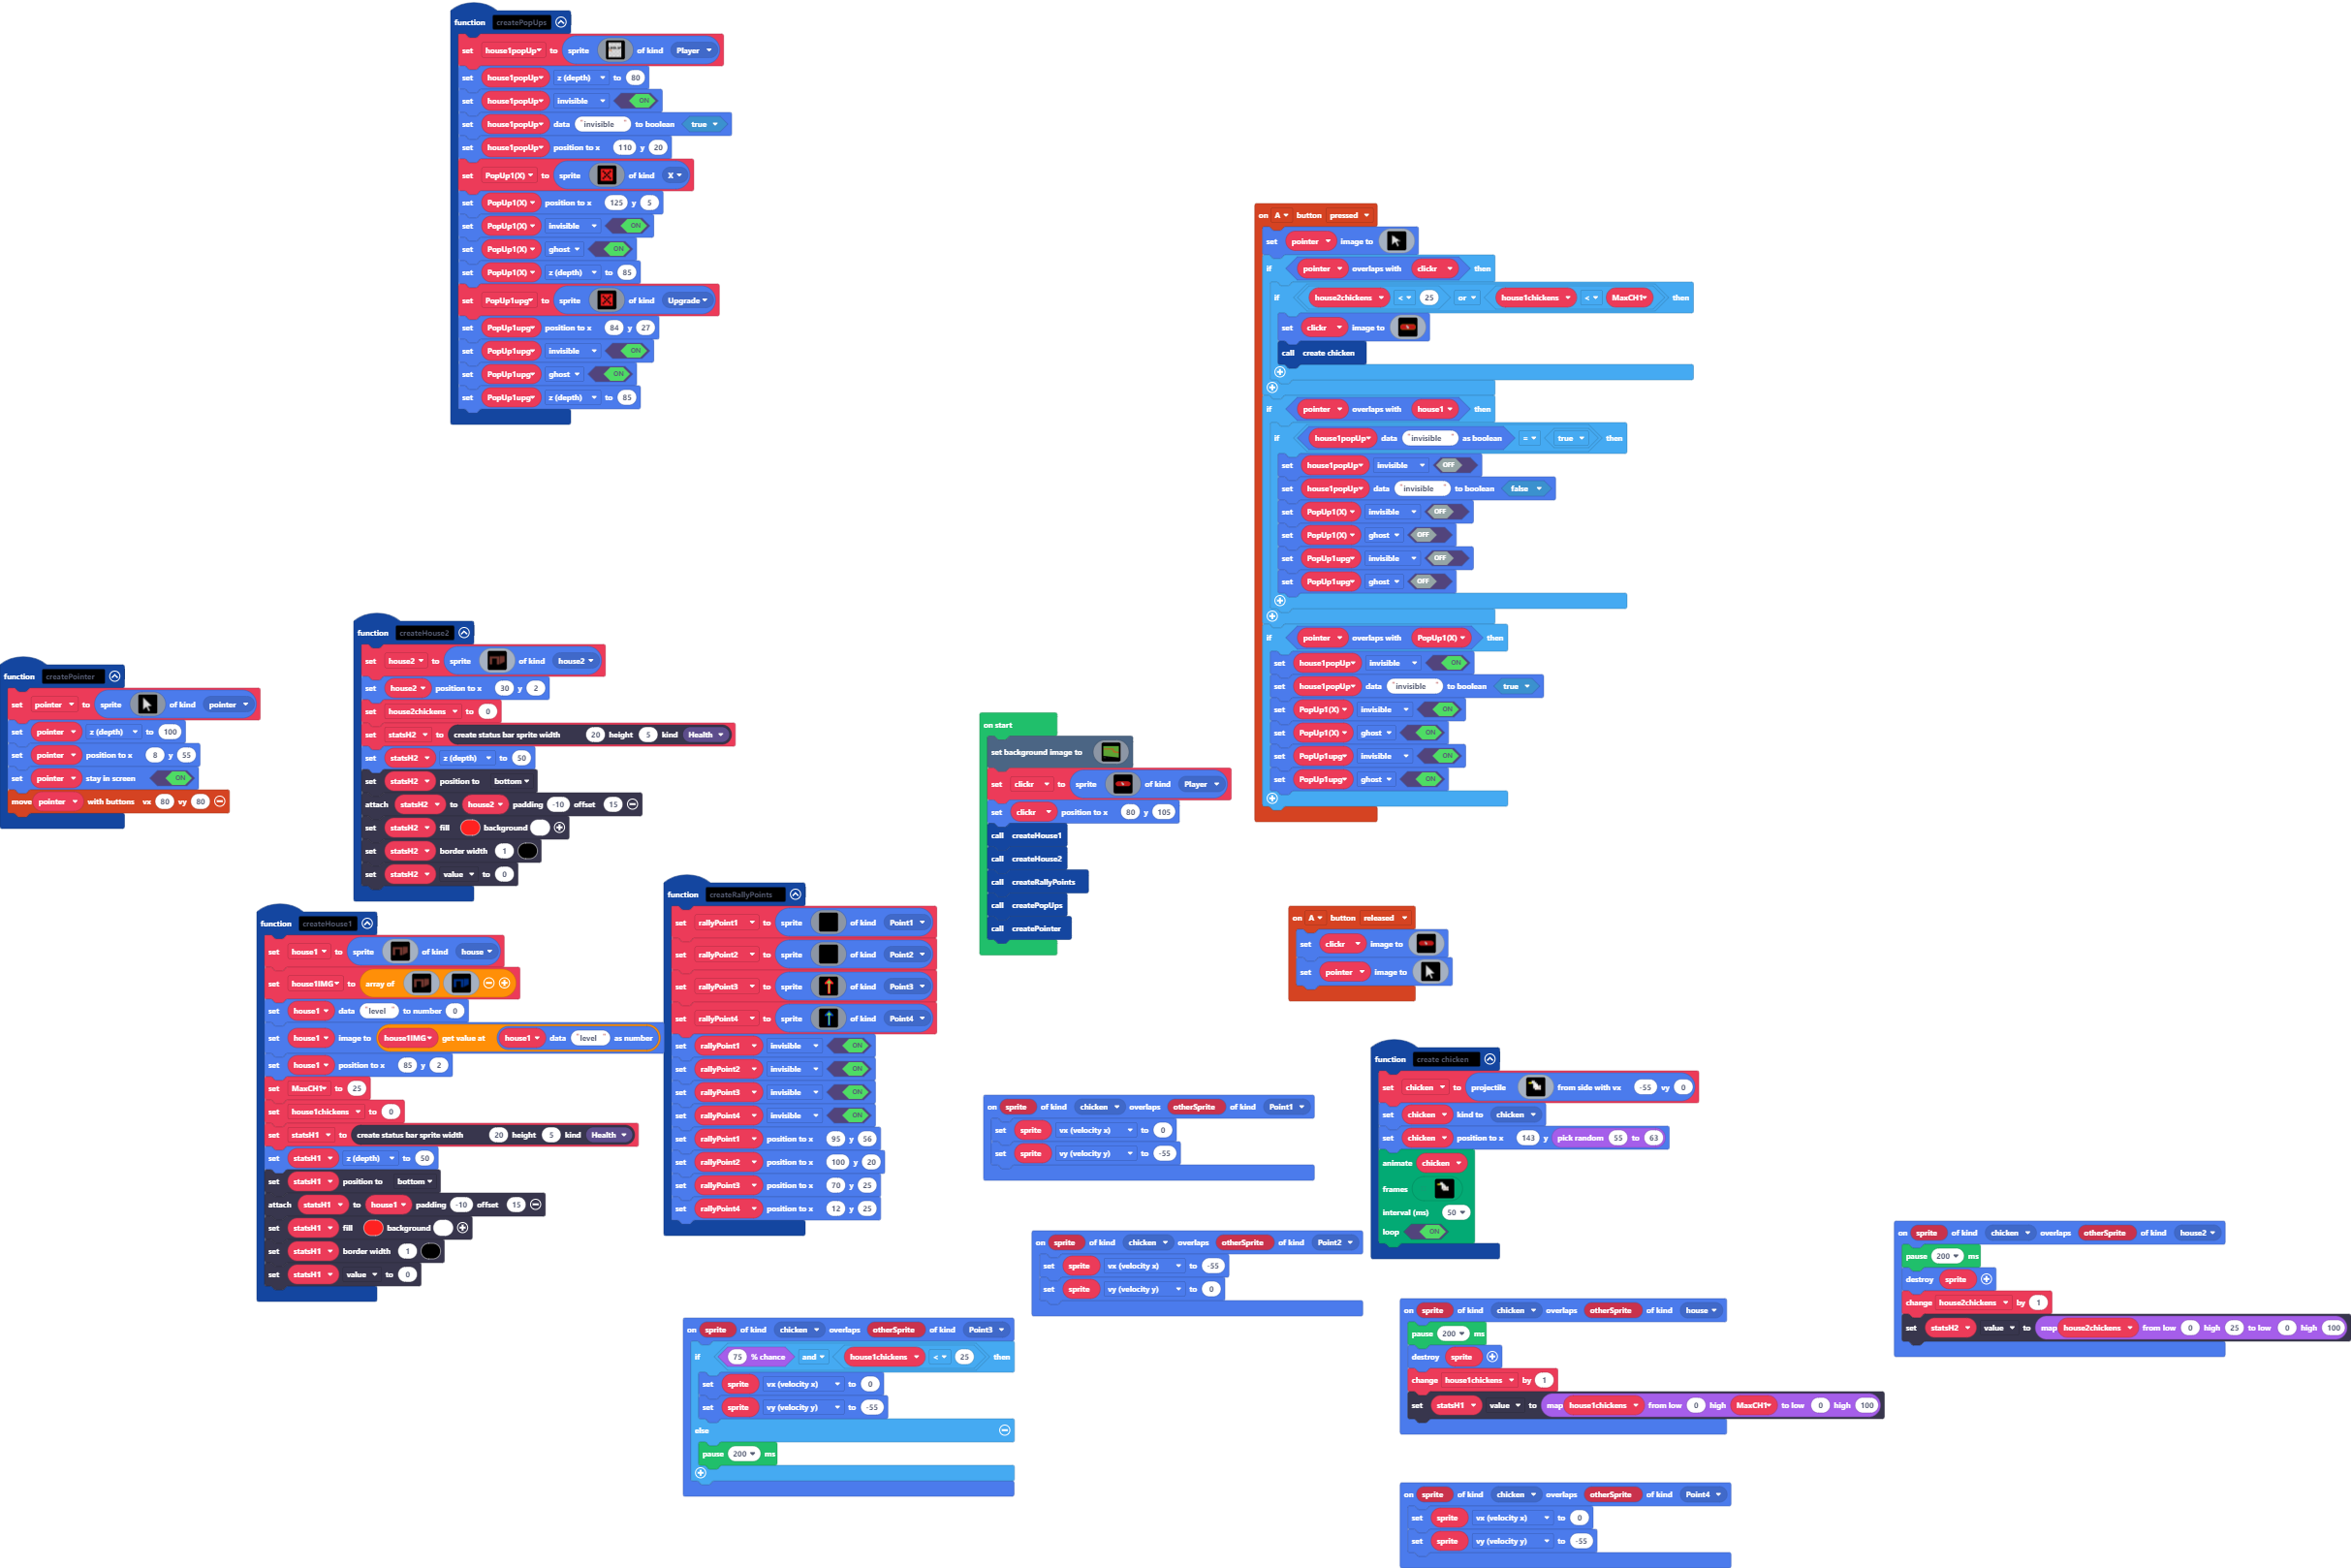 function createPopUps
set house1popUp to sprite of kind Player
set house1popUp z (depth) to 80
set house1popUp invisible ON
set house1popUp data "invisible" to boolean true
set house1popUp position to x 110 y 20
set PopUp1(X) to sprite of kind X
set PopUp1(X) position to x 125 y 5
set PopUp1(X) invisible ON
set PopUp1(X) ghost ON
set PopUp1(X) z (depth) to 85
set PopUp1upg to sprite of kind Upgrade
set PopUp1upg position to x 84 y 27
set PopUp1upg invisible ON
set PopUp1upg ghost ON
set PopUp1upg z (depth) to 85
on A button pressed
set pointer image to
if pointer overlaps with clickr then
if house2chickens < 25 or house1chickens < MaxCH1 then
set clickr image to
call create chicken
if pointer overlaps with house1 then
if house1popUp data "invisible" as boolean = true then
set house1popUp invisible OFF
set house1popUp data "invisible" to boolean false
set PopUp1(X) invisible OFF
set PopUp1(X) ghost OFF
set PopUp1upg invisible OFF
set PopUp1upg ghost OFF
if pointer overlaps with PopUp1(X) then
set house1popUp invisible ON
set house1popUp data "invisible" to boolean true
set PopUp1(X) invisible ON
set PopUp1(X) ghost ON
set PopUp1upg invisible ON
set PopUp1upg ghost ON
function createPointer
set pointer to sprite of kind pointer
set pointer z (depth) to 100
set pointer position to x 8 y 55
set pointer stay in screen ON
move pointer with buttons vx 80 vy 80
function createHouse2
set house2 to sprite of kind house2
set house2 position to x 30 y 2
set house2chickens to 0
set statsH2 to create status bar sprite width 20 height 5 kind Health
set statsH2 z (depth) to 50
set statsH2 position to bottom
attach statsH2 to house2 padding -10 offset 15
set statsH2 fill background
set statsH2 border width 1
set statsH2 value to 0
on start
set background image to
set clickr to sprite of kind Player
set clickr position to x 80 y 105
call createHouse1
call createHouse2
call createRallyPoints
call createPopUps
call createPointer
function createHouse1
set house1 to sprite of kind house
set house1IMG to array of
set house1 data "level" to number 0
set house1 image to house1IMG get value at house1 data "level" as number
set house1 position to x 85 y 2
set MaxCH1 to 25
set house1chickens to 0
set statsH1 to create status bar sprite width 20 height 5 kind Health
set statsH1 z (depth) to 50
set statsH1 position to bottom
attach statsH1 to house1 padding -10 offset 15
set statsH1 fill background
set statsH1 border width 1
set statsH1 value to 0
function createRallyPoints
set rallyPoint1 to sprite of kind Point1
set rallyPoint2 to sprite of kind Point2
set rallyPoint3 to sprite of kind Point3
set rallyPoint4 to sprite of kind Point4
set rallyPoint1 invisible ON
set rallyPoint2 invisible ON
set rallyPoint3 invisible ON
set rallyPoint4 invisible ON
set rallyPoint1 position to x 95 y 56
set rallyPoint2 position to x 100 y 20
set rallyPoint3 position to x 70 y 25
set rallyPoint4 position to x 12 y 25
on A button released
set clickr image to
set pointer image to
function create chicken
set chicken to projectile from side with vx -55 vy 0
set chicken kind to chicken
set chicken position to x 143 y pick random 55 to 63
animate chicken
frames
interval (ms) 50
loop ON
on sprite of kind chicken overlaps otherSprite of kind Point1
set sprite vx (velocity x) to 0
set sprite vy (velocity y) to -55
on sprite of kind chicken overlaps otherSprite of kind Point2
set sprite vx (velocity x) to -55
set sprite vy (velocity y) to 0
on sprite of kind chicken overlaps otherSprite of kind house2
pause 200 ms
destroy sprite
change house2chickens by 1
set statsH2 value to map house2chickens from low 0 high 25 to low 0 high 100
on sprite of kind chicken overlaps otherSprite of kind Point3
if 75 % chance and house1chickens < 25 then
set sprite vx (velocity x) to 0
set sprite vy (velocity y) to -55
else
pause 200 ms
on sprite of kind chicken overlaps otherSprite of kind house
pause 200 ms
destroy sprite
change house1chickens by 1
set statsH1 value to map house1chickens from low 0 high MaxCH1 to low 0 high 100
on sprite of kind chicken overlaps otherSprite of kind Point4
set sprite vx (velocity x) to 0
set sprite vy (velocity y) to -55